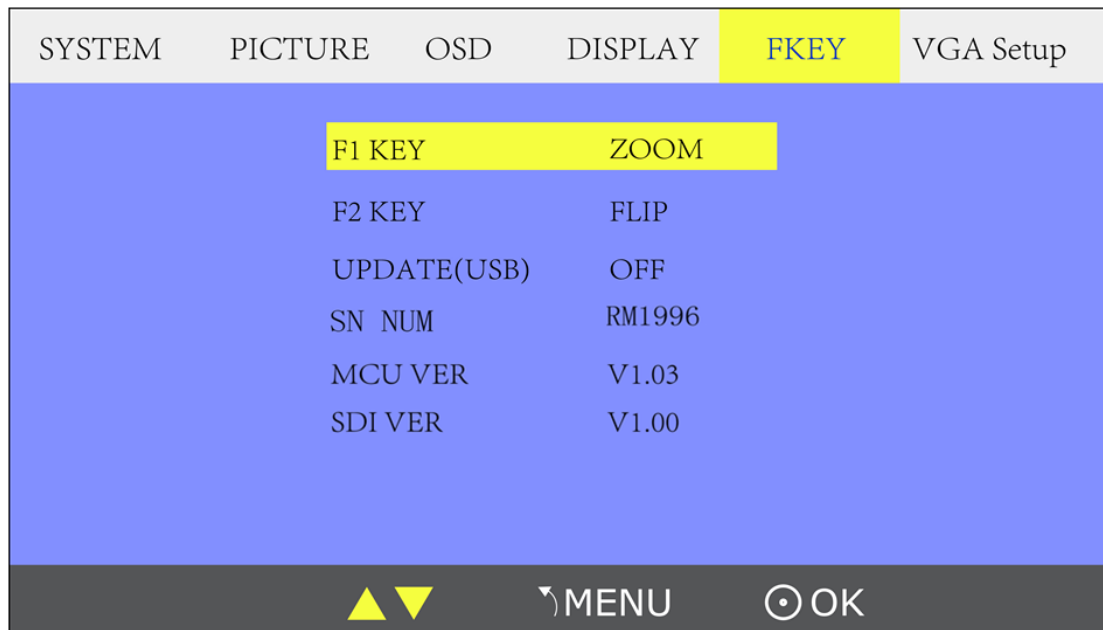 SYSTEM PICTURE OSD DISPLAY FKEY VGA Setup
F1 KEY ZOOM
F2 KEY FLIP
UPDATE(USB) OFF
SN NUM RM1996
MCU VER V1.03
SDI VER V1.00
MENU OK